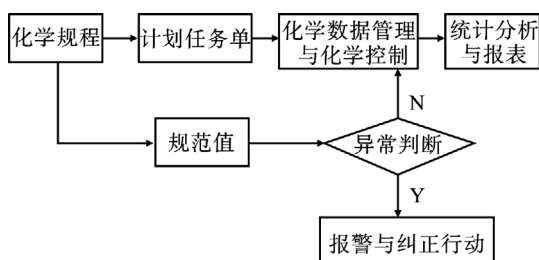 化学规程
计划任务单
化学数据管理
与化学控制
统计分析
与报表
N
规范值
异常判断
Y
报警与纠正行动